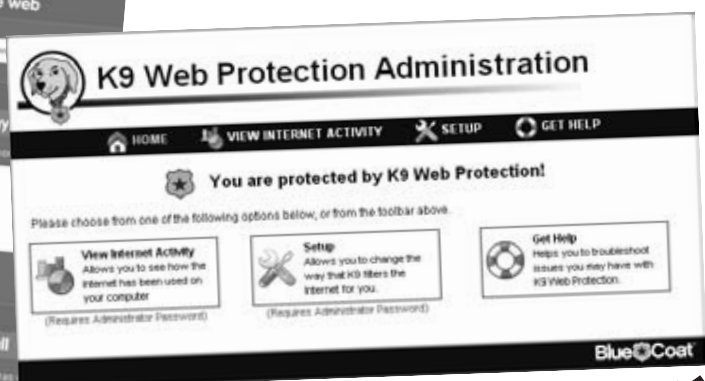 e web
K9 Web Protection Administration
HOME VIEW INTERNET ACTIVITY SETUP GET HELP
You are protected by K9 Web Protection!
Please choose from one of the following options below, or from the toolbar above.
View Internet Activity
Allows you to see how the
internet has been used on
your computer
(Requires Administrator Password)
Setup
Allows you to change the
way that K9 filters the
Internet for you.
(Requires Administrator Password)
Get Help
Helps you to troubleshoot
issues you may have with
K9 Web Protection.
Blue Coat